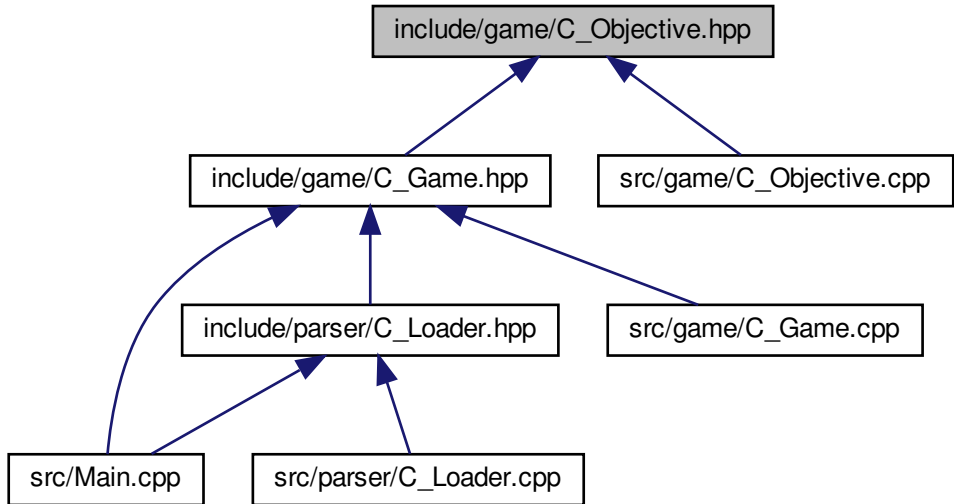 include/game/C_Objective.hpp
include/game/C_Game.hpp
src/game/C_Objective.cpp
include/parser/C_Loader.hpp
src/game/C_Game.cpp
src/Main.cpp
src/parser/C_Loader.cpp